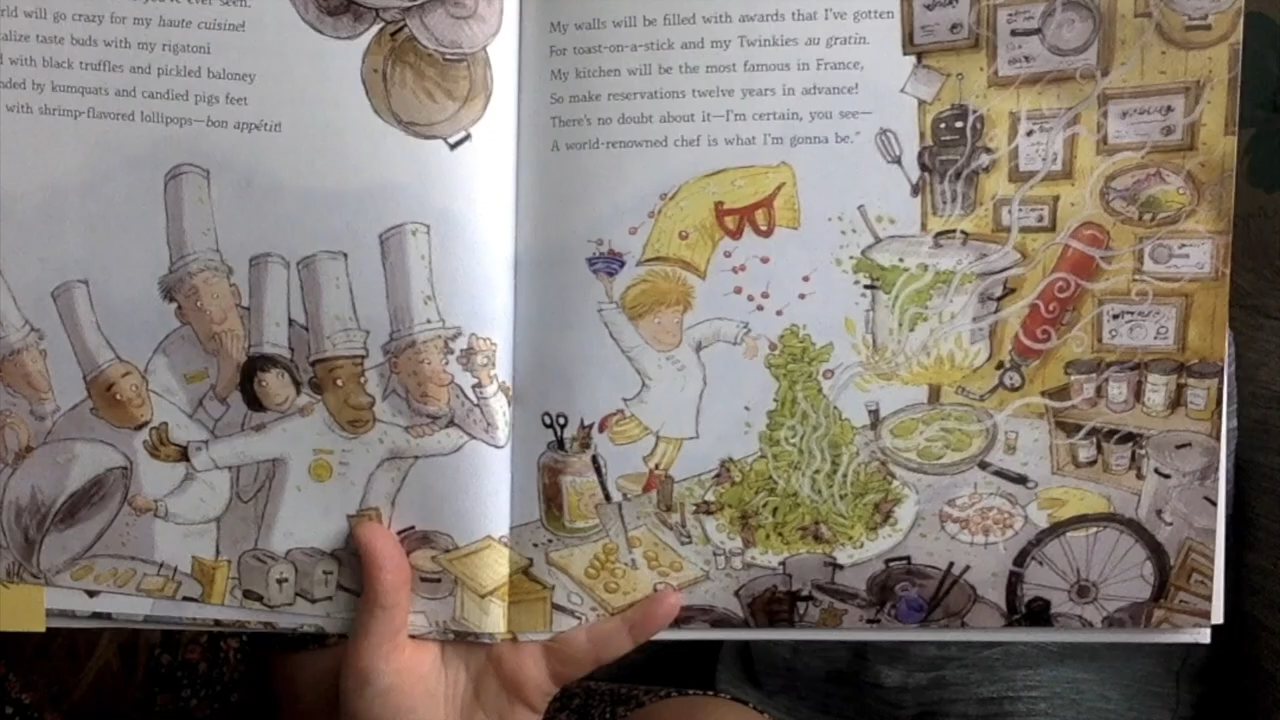 you've ever seen.
will go crazy for my haute cuisine!
taste buds with my rigatoni
with black truffles and pickled baloney
by kumquats and candied pigs feet
with shrimp-flavored lollipops—bon appétit!
My walls will be filled with awards that I've gotten
For toast-on-a-stick and my Twinkies au gratin.
My kitchen will be the most famous in France,
So make reservations twelve years in advance!
There's no doubt about it—I'm certain, you see—
A world-renowned chef is what I'm gonna be."